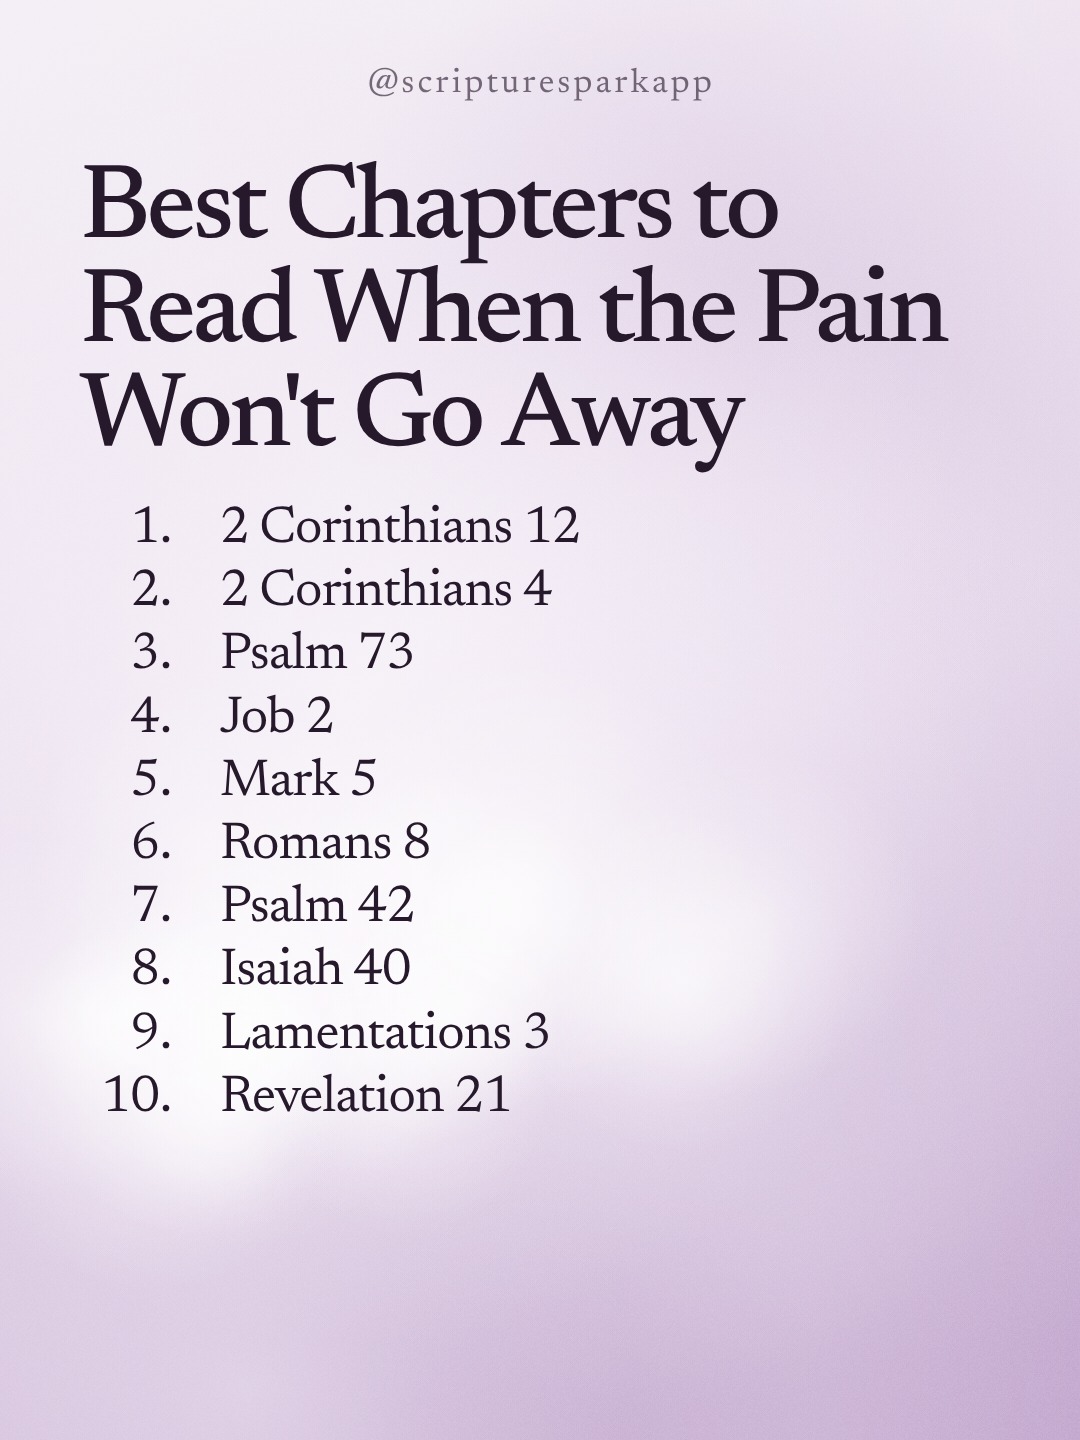 @scripturesparkapp
Best Chapters to
Read When the Pain
Won't Go Away
1. 2 Corinthians 12
2. 2 Corinthians 4
3. Psalm 73
4. Job 2
5. Mark 5
6. Romans 8
7. Psalm 42
8. Isaiah 40
9. Lamentations 3
10. Revelation 21